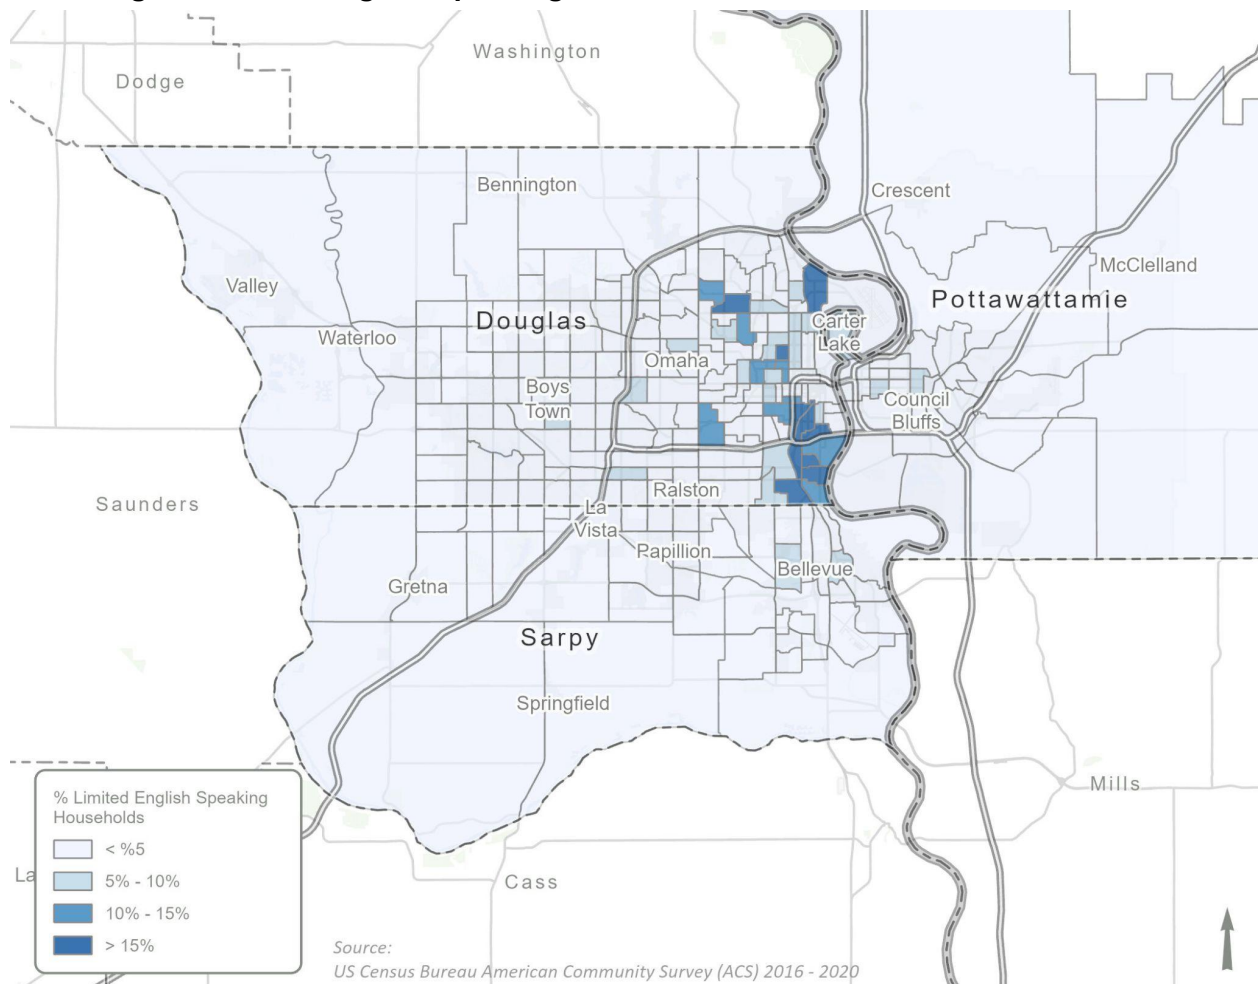 Washington
Dodge
Bennington
Crescent
McClelland
Valley
Pottawattamie
Douglas
Carter
Lake
Waterloo
Omaha
Boys
Town
Council
Bluffs
Saunders
Ralston
La
Vista
Papillion
Bellevue
Gretna
Sarpy
Springfield
Mills
% Limited English Speaking
Households
< %5
5% - 10%
10% - 15%
> 15%
La
Cass
Source:
US Census Bureau American Community Survey (ACS) 2016 - 2020